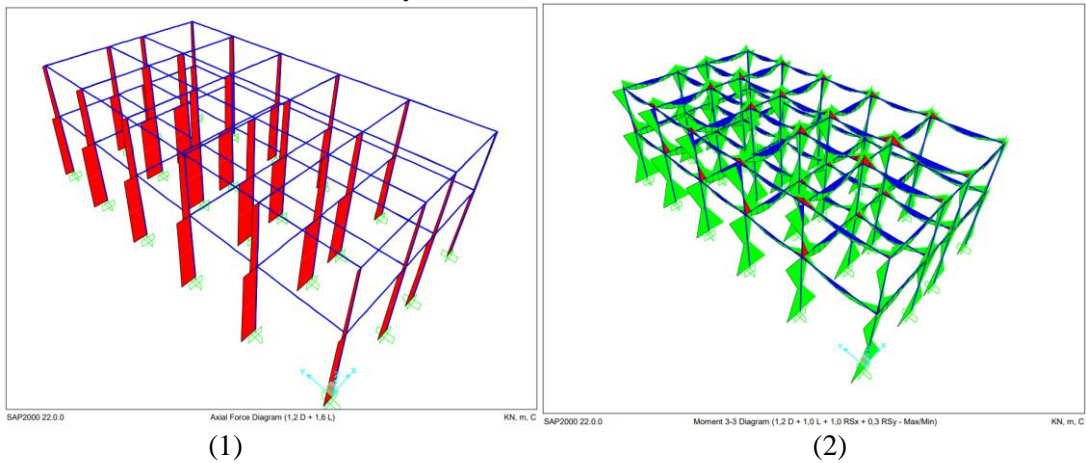 SAP2000 22.0.0
Axial Force Diagram (1,2 D + 1,6 L)
KN, m, C
SAP2000 22.0.0
Moment 3-3 Diagram (1,2 D + 1,0 L + 1,0 RSx + 0,3 RSy - Max/Min)
KN, m, C
(1)
(2)